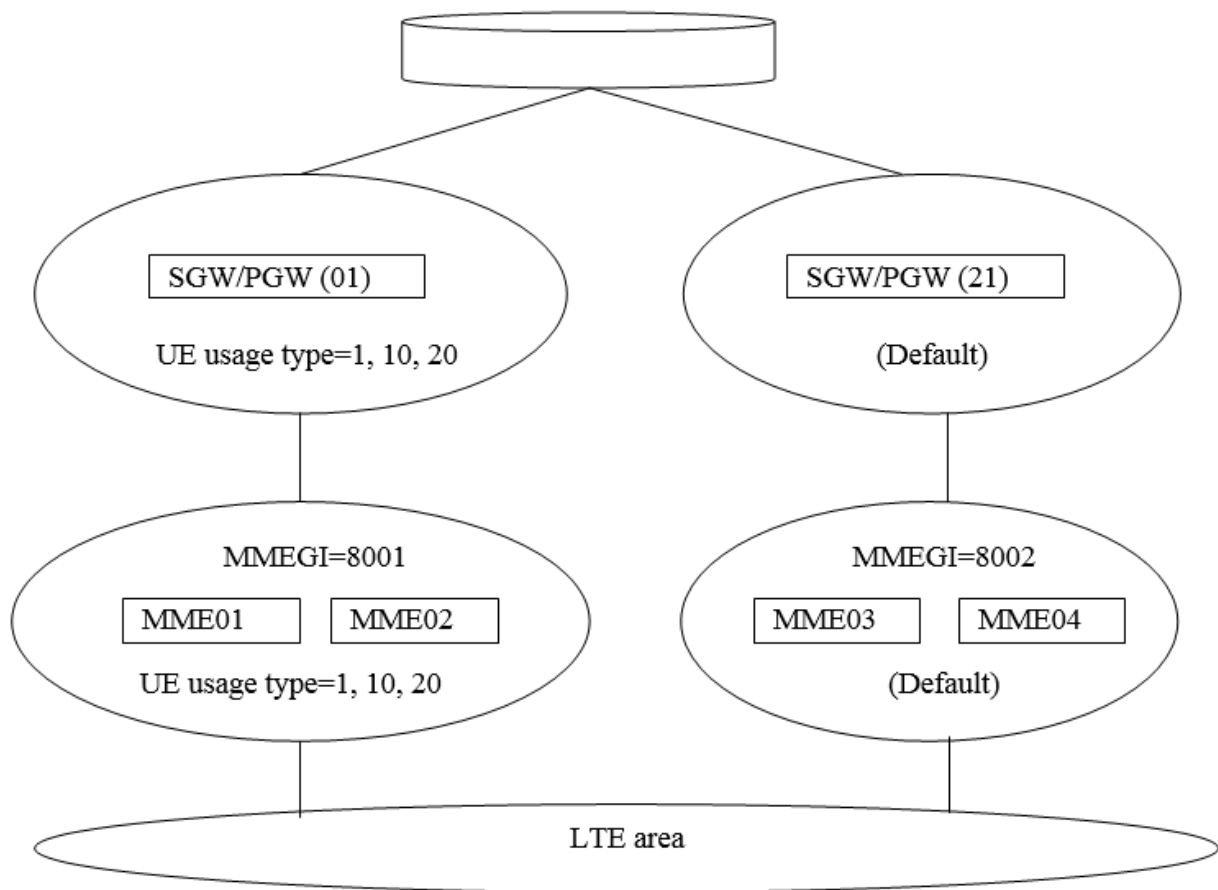 SGW/PGW (01)
UE usage type=1, 10, 20
SGW/PGW (21)
(Default)
MMEGI=8001
MME01
MME02
UE usage type=1, 10, 20
MMEGI=8002
MME03
MME04
(Default)
LTE area